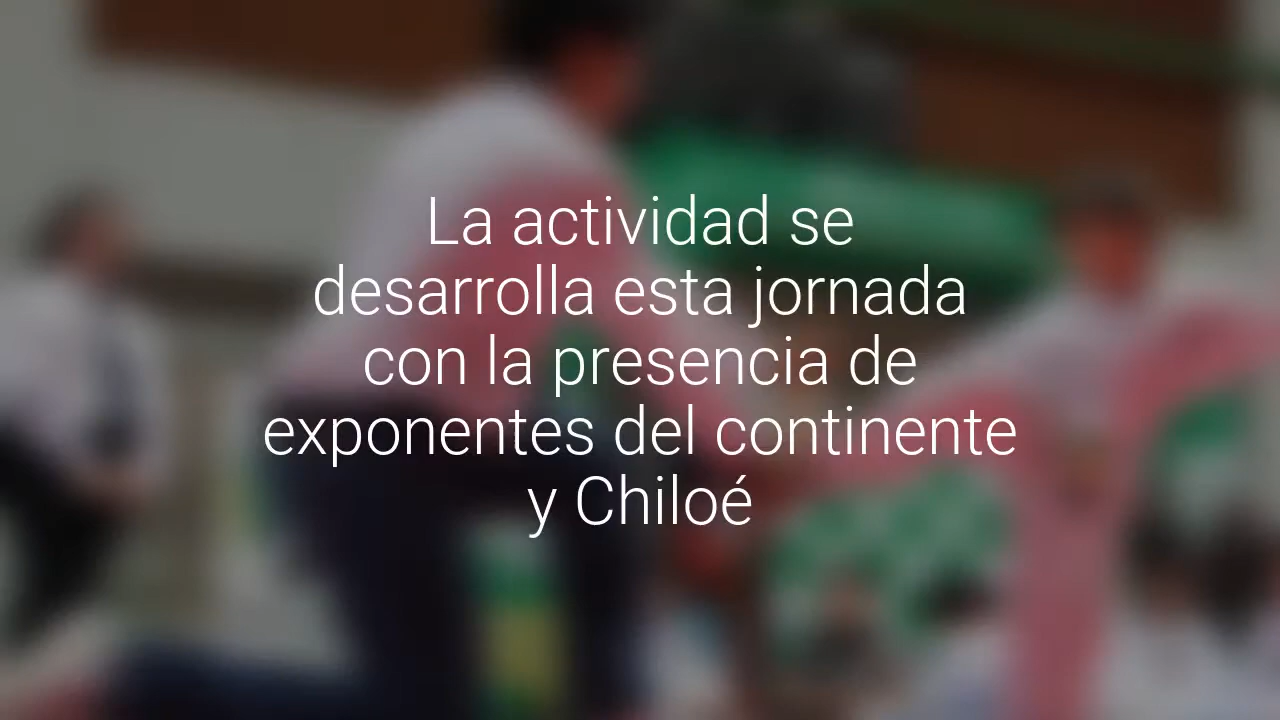 La actividad se
desarrolla esta jornada
con la presencia de
exponentes del continente
y Chiloé